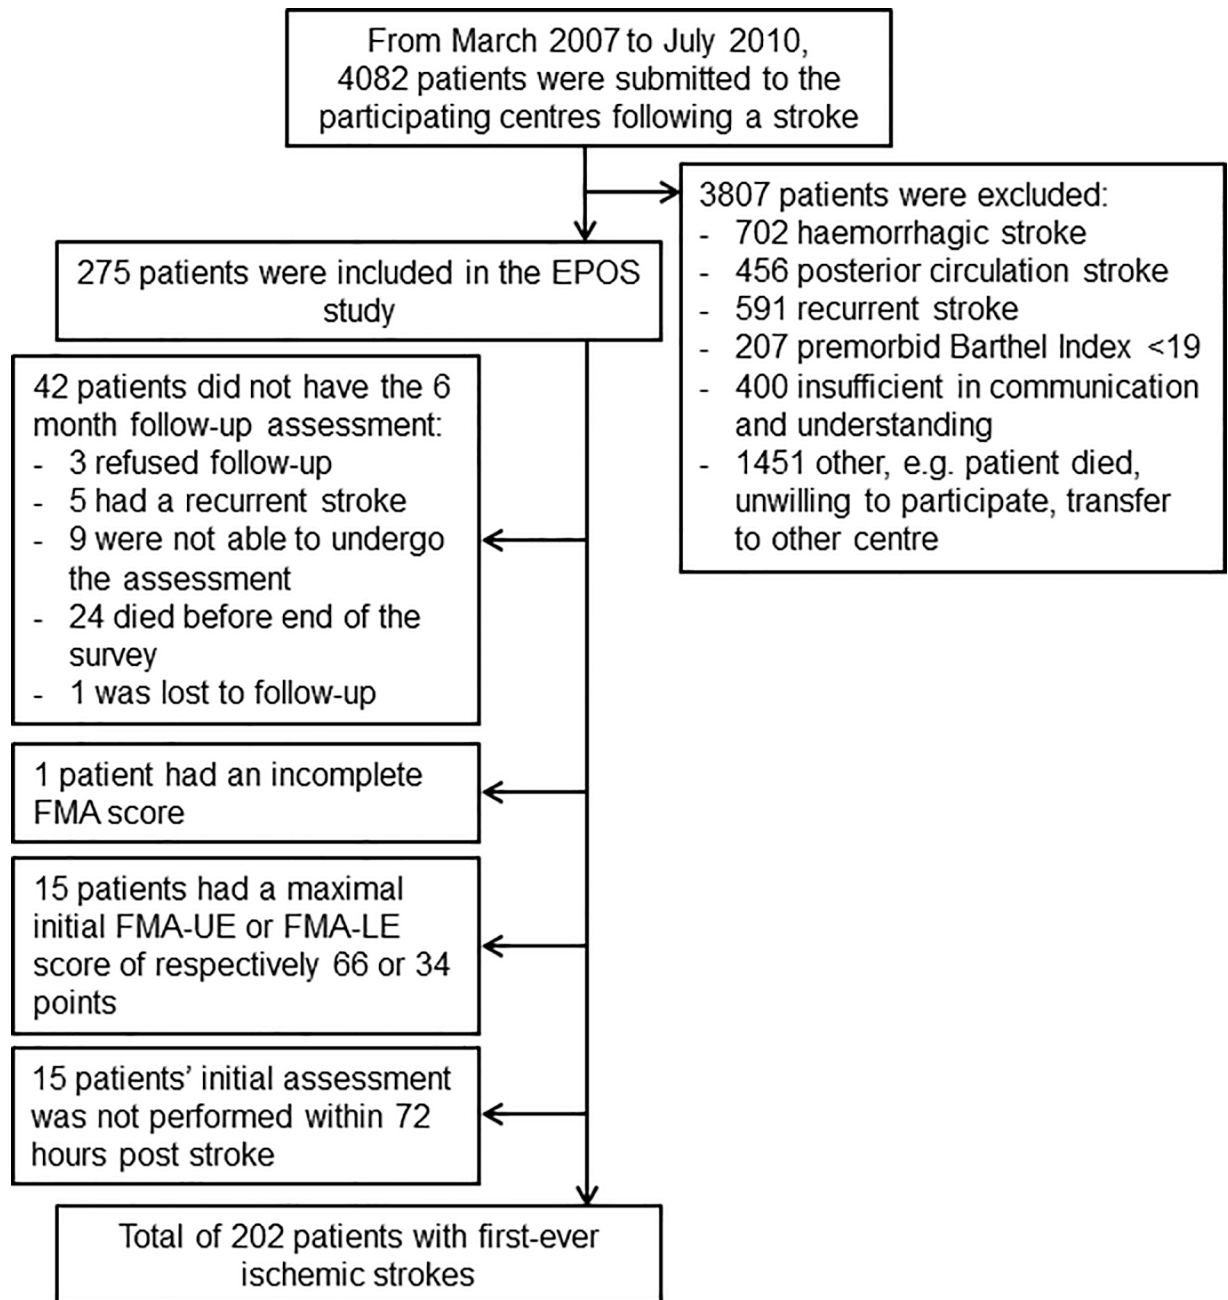 From March 2007 to July 2010,
4082 patients were submitted to the
participating centres following a stroke
3807 patients were excluded:
- 702 haemorrhagic stroke
- 456 posterior circulation stroke
- 591 recurrent stroke
- 207 premorbid Barthel Index <19
- 400 insufficient in communication
and understanding
- 1451 other, e.g. patient died,
unwilling to participate, transfer
to other centre
275 patients were included in the EPOS
study
42 patients did not have the 6
month follow-up assessment:
- 3 refused follow-up
- 5 had a recurrent stroke
- 9 were not able to undergo
the assessment
- 24 died before end of the
survey
- 1 was lost to follow-up
1 patient had an incomplete
FMA score
15 patients had a maximal
initial FMA-UE or FMA-LE
score of respectively 66 or 34
points
15 patients’ initial assessment
was not performed within 72
hours post stroke
Total of 202 patients with first-ever
ischemic strokes